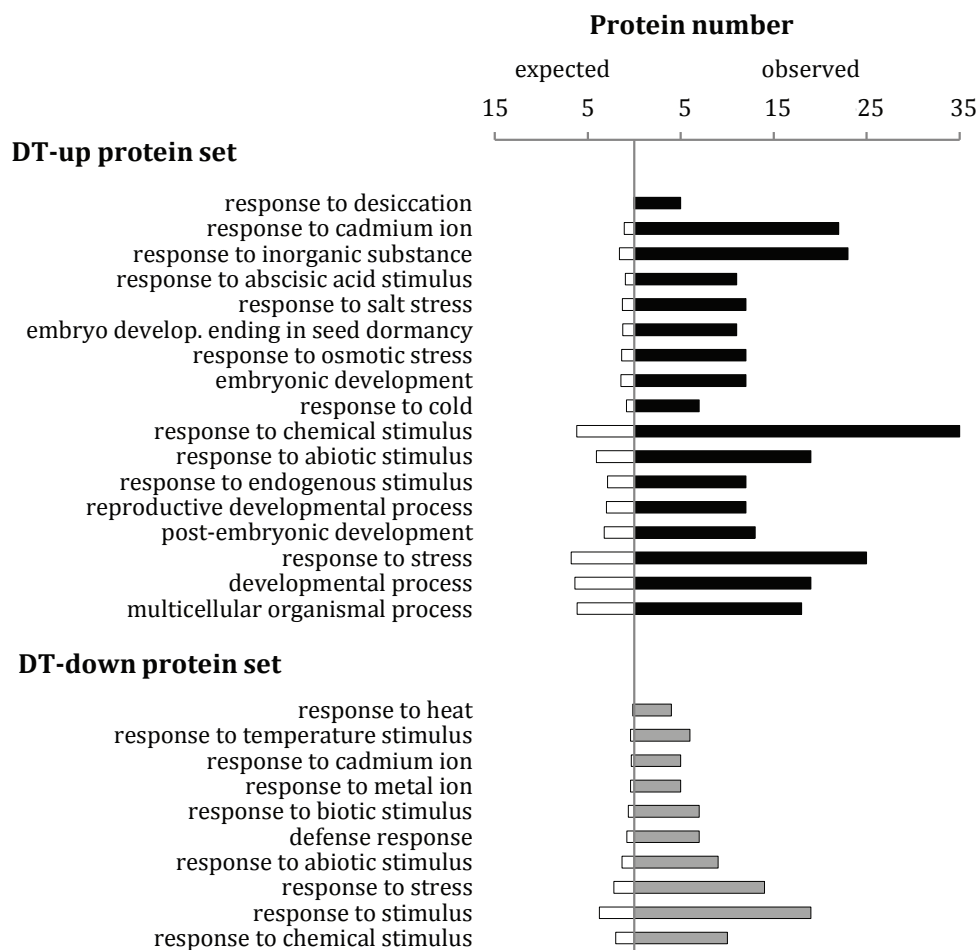 Protein number
expected observed
15 5 5 15 25 35
DT-up protein set
response to desiccation
response to cadmium ion
response to inorganic substance
response to abscisic acid stimulus
response to salt stress
embryo develop. ending in seed dormancy
response to osmotic stress
embryonic development
response to cold
response to chemical stimulus
response to abiotic stimulus
response to endogenous stimulus
reproductive developmental process
post-embryonic development
response to stress
developmental process
multicellular organismal process
DT-down protein set
response to heat
response to temperature stimulus
response to cadmium ion
response to metal ion
response to biotic stimulus
defense response
response to abiotic stimulus
response to stress
response to stimulus
response to chemical stimulus